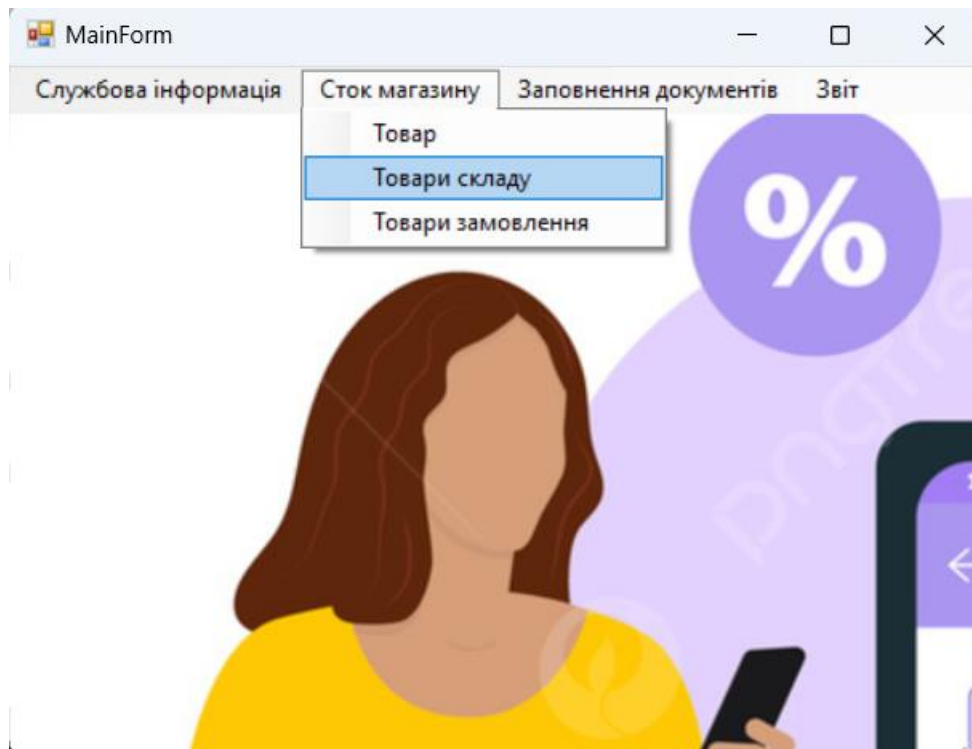 MainForm
Службова інформація Сток магазину Заповнення документів Звіт
Товар
Товари складу
Товари замовлення
%